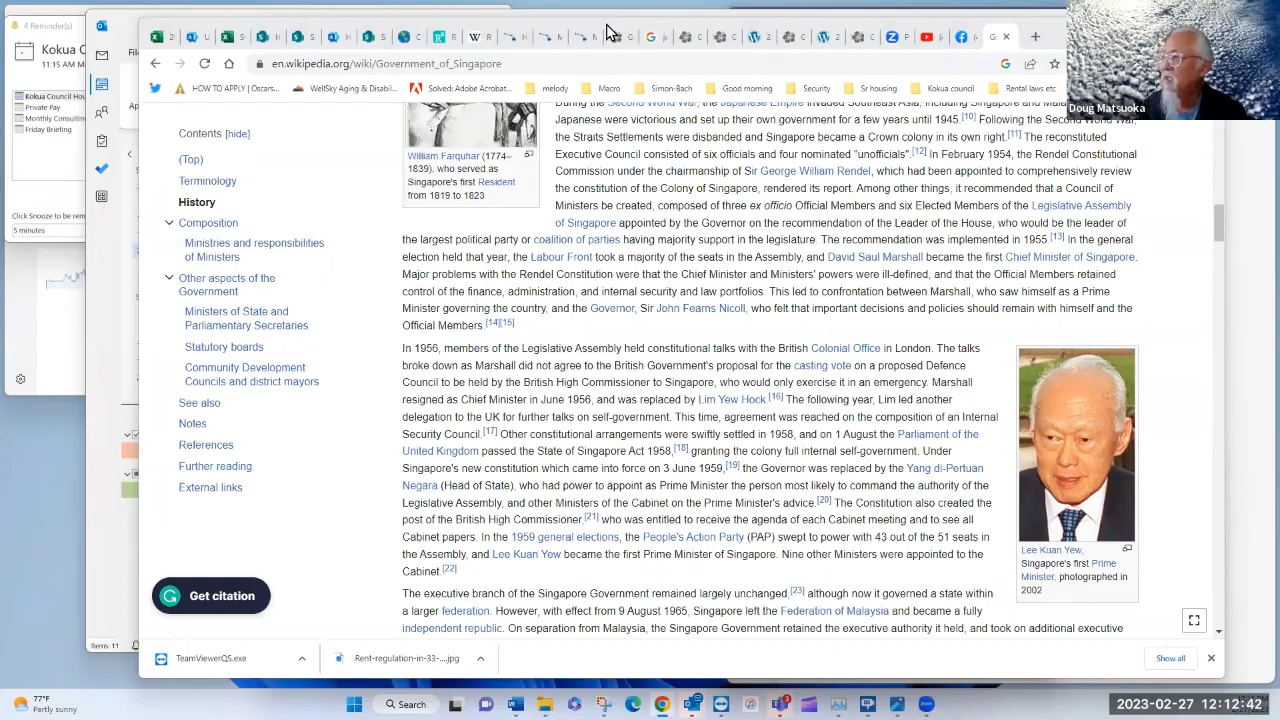 4 Reminder(s)
Kokua Co
11:15 AM M
Kokua Council Hou
Private Pay
Monthly Consultin
Friday Briefing
Click Snooze to be rem
5 minutes
File
Items: 11
en.wikipedia.org/wiki/Government_of_Singapore
HOW TO APPLY | Oscars...
WellSky Aging & Disabil...
Solved: Adobe Acrobat...
melody
Macro
Simon-Bach
Good morning
Security
Sr housing
Kokua council
Rental laws etc
Doug Matsuoka
Contents [hide]
(Top)
Terminology
History
Composition
Ministries and responsibilities
of Ministers
Other aspects of the
Government
Ministers of State and
Parliamentary Secretaries
Statutory boards
Community Development
Councils and district mayors
See also
Notes
References
Further reading
External links
Get citation
William Farquhar (1774–
1839), who served as
Singapore's first Resident
from 1819 to 1823
During the Second World War, the Japanese Empire invaded Southeast Asia, including Singapore and Mala
Japanese were victorious and set up their own government for a few years until 1945.[10] Following the Second World War,
the Straits Settlements were disbanded and Singapore became a Crown colony in its own right.[11] The reconstituted
Executive Council consisted of six officials and four nominated "unofficials".[12] In February 1954, the Rendel Constitutional
Commission under the chairmanship of Sir George William Rendel, which had been appointed to comprehensively review
the constitution of the Colony of Singapore, rendered its report. Among other things, it recommended that a Council of
Ministers be created, composed of three ex officio Official Members and six Elected Members of the Legislative Assembly
of Singapore appointed by the Governor on the recommendation of the Leader of the House, who would be the leader of
the largest political party or coalition of parties having majority support in the legislature. The recommendation was implemented in 1955.[13] In the general
election held that year, the Labour Front took a majority of the seats in the Assembly, and David Saul Marshall became the first Chief Minister of Singapore.
Major problems with the Rendel Constitution were that the Chief Minister and Ministers' powers were ill-defined, and that the Official Members retained
control of the finance, administration, and internal security and law portfolios. This led to confrontation between Marshall, who saw himself as a Prime
Minister governing the country, and the Governor, Sir John Fearns Nicoll, who felt that important decisions and policies should remain with himself and the
Official Members.[14][15]
In 1956, members of the Legislative Assembly held constitutional talks with the British Colonial Office in London. The talks
broke down as Marshall did not agree to the British Government's proposal for the casting vote on a proposed Defence
Council to be held by the British High Commissioner to Singapore, who would only exercise it in an emergency. Marshall
resigned as Chief Minister in June 1956, and was replaced by Lim Yew Hock.[16] The following year, Lim led another
delegation to the UK for further talks on self-government. This time, agreement was reached on the composition of an Internal
Security Council.[17] Other constitutional arrangements were swiftly settled in 1958, and on 1 August the Parliament of the
United Kingdom passed the State of Singapore Act 1958,[18] granting the colony full internal self-government. Under
Singapore's new constitution which came into force on 3 June 1959,[19] the Governor was replaced by the Yang di-Pertuan
Negara (Head of State), who had power to appoint as Prime Minister the person most likely to command the authority of the
Legislative Assembly, and other Ministers of the Cabinet on the Prime Minister's advice.[20] The Constitution also created the
post of the British High Commissioner,[21] who was entitled to receive the agenda of each Cabinet meeting and to see all
Cabinet papers. In the 1959 general elections, the People's Action Party (PAP) swept to power with 43 out of the 51 seats in
the Assembly, and Lee Kuan Yew became the first Prime Minister of Singapore. Nine other Ministers were appointed to the
Cabinet.[22]
Lee Kuan Yew,
Singapore's first Prime
Minister, photographed in
2002
The executive branch of the Singapore Government remained largely unchanged,[23] although now it governed a state within
a larger federation. However, with effect from 9 August 1965, Singapore left the Federation of Malaysia and became a fully
independent republic. On separation from Malaysia, the Singapore Government retained the executive authority it held, and took on additional executive
TeamViewerQS.exe
Rent-regulation-in-33-....jpg
Show all
77°F
Partly sunny
Search
2023-02-27 12:12:42